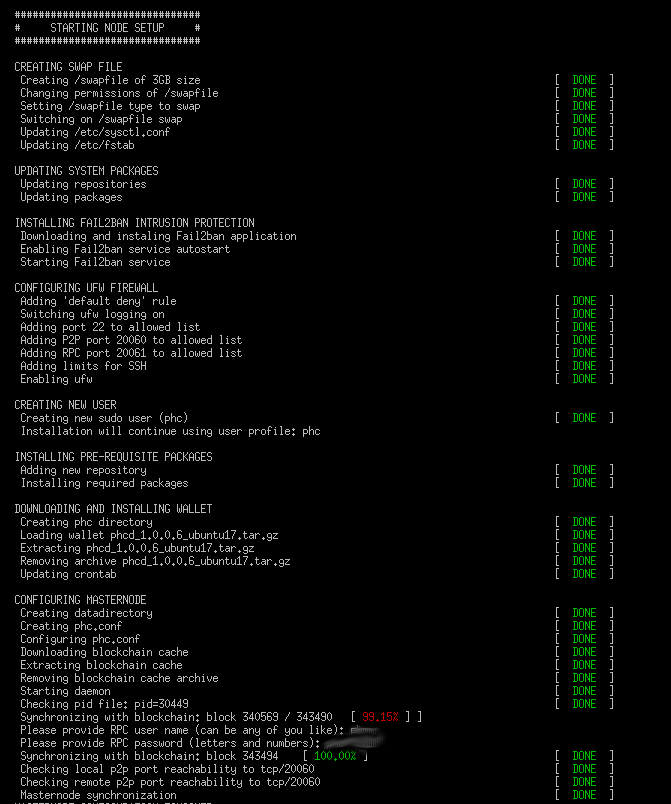 ###############################
# STARTING NODE SETUP #
###############################
CREATING SWAP FILE
Creating /swapfile of 3GB size [ DONE ]
Changing permissions of /swapfile [ DONE ]
Setting /swapfile type to swap [ DONE ]
Switching on /swapfile swap [ DONE ]
Updating /etc/sysctl.conf [ DONE ]
Updating /etc/fstab [ DONE ]
UPDATING SYSTEM PACKAGES
Updating repositories [ DONE ]
Updating packages [ DONE ]
INSTALLING FAIL2BAN INTRUSION PROTECTION
Downloading and instaling Fail2ban application [ DONE ]
Enabling Fail2ban service autostart [ DONE ]
Starting Fail2ban service [ DONE ]
CONFIGURING UFW FIREWALL
Adding 'default deny' rule [ DONE ]
Switching ufw logging on [ DONE ]
Adding port 22 to allowed list [ DONE ]
Adding P2P port 20060 to allowed list [ DONE ]
Adding RPC port 20061 to allowed list [ DONE ]
Adding limits for SSH [ DONE ]
Enabling ufw [ DONE ]
CREATING NEW USER
Creating new sudo user (phc) [ DONE ]
Installation will continue using user profile: phc
INSTALLING PRE-REQUISITE PACKAGES
Adding new repository [ DONE ]
Installing required packages [ DONE ]
DOWNLOADING AND INSTALLING WALLET
Creating phc directory [ DONE ]
Loading wallet phcd_1.0.0.6_ubuntu17.tar.gz [ DONE ]
Extracting phcd_1.0.0.6_ubuntu17.tar.gz [ DONE ]
Removing archive phcd_1.0.0.6_ubuntu17.tar.gz [ DONE ]
Updating crontab [ DONE ]
CONFIGURING MASTERNODE
Creating datadirectory [ DONE ]
Creating phc.conf [ DONE ]
Configuring phc.conf [ DONE ]
Downloading blockchain cache [ DONE ]
Extracting blockchain cache [ DONE ]
Removing blockchain cache archive [ DONE ]
Starting daemon [ DONE ]
Checking pid file: pid=30449 [ DONE ]
Synchronizing with blockchain: block 340569 / 343490 [ 99.15% ] ]
Please provide RPC user name (can be any of you like):
Please provide RPC password (letters and numbers):
Synchronizing with blockchain: block 343494 [ 100.00% ] [ DONE ]
Checking local p2p port reachability to tcp/20060 [ DONE ]
Checking remote p2p port reachability to tcp/20060 [ DONE ]
Masternode synchronization [ DONE ]